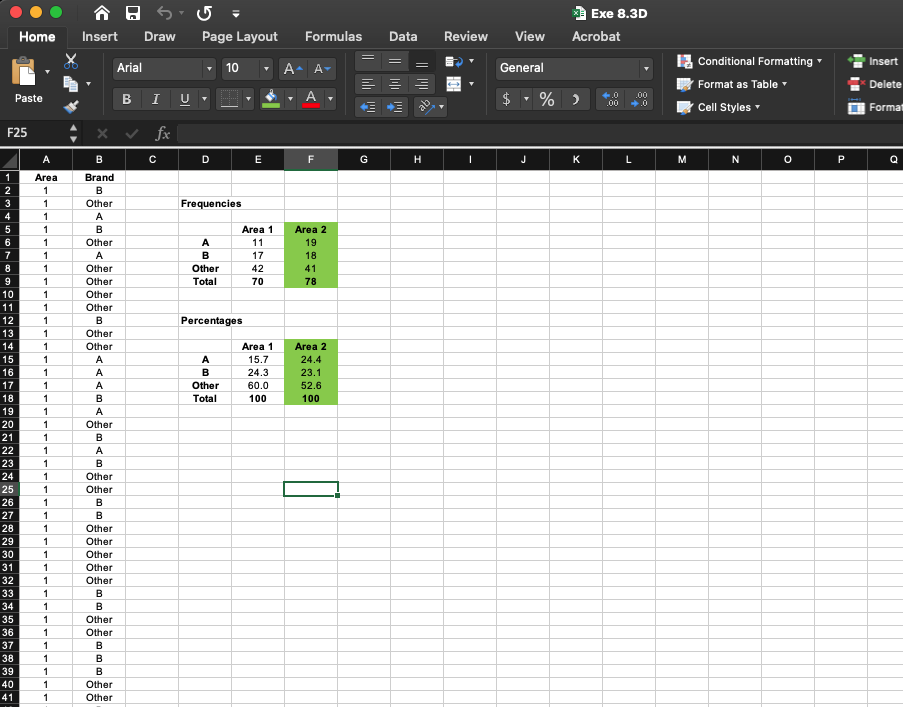 Exe 8.3D
Home Insert Draw Page Layout Formulas Data Review View Acrobat
Paste Arial 10 A A General Conditional Formatting Insert
B I U A $ % Format as Table Delete
Cell Styles Format
F25 fx
A B C D E F G H I J K L M N O P Q
1 Area Brand
2 1 B
3 1 Other Frequencies
4 1 A
5 1 B Area 1 Area 2
6 1 Other A 11 19
7 1 A B 17 18
8 1 Other Other 42 41
9 1 Other Total 70 78
10 1 Other
11 1 Other
12 1 B Percentages
13 1 Other
14 1 Other Area 1 Area 2
15 1 A A 15.7 24.4
16 1 A B 24.3 23.1
17 1 A Other 60.0 52.6
18 1 B Total 100 100
19 1 A
20 1 Other
21 1 B
22 1 A
23 1 B
24 1 Other
25 1 Other
26 1 B
27 1 B
28 1 Other
29 1 Other
30 1 Other
31 1 Other
32 1 Other
33 1 B
34 1 B
35 1 Other
36 1 Other
37 1 B
38 1 B
39 1 B
40 1 Other
41 1 Other